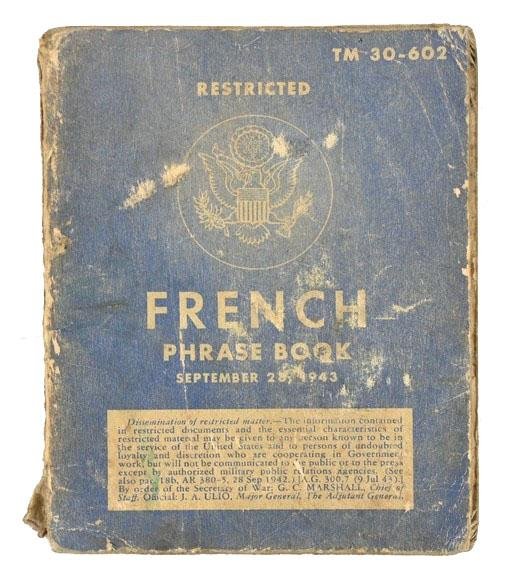 TM 30-602
RESTRICTED
FRENCH
PHRASE BOOK
SEPTEMBER 28, 1943
Dissemination of restricted matter.—The information contained
in restricted documents and the essential characteristics of
restricted material may be given to any person known to be in
the service of the United States and to persons of undoubted
loyalty and discretion who are cooperating in Government
work, but will not be communicated to the public or to the press
except by authorized military public relations agencies. (See
also par. 18b, AR 380-5, 28 Sep 1942.) [A.G. 300.7 (9 Jul 43).]
By order of the Secretary of War: G. C. MARSHALL, Chief of
Staff. Official: J. A. ULIO, Major General, The Adjutant General.